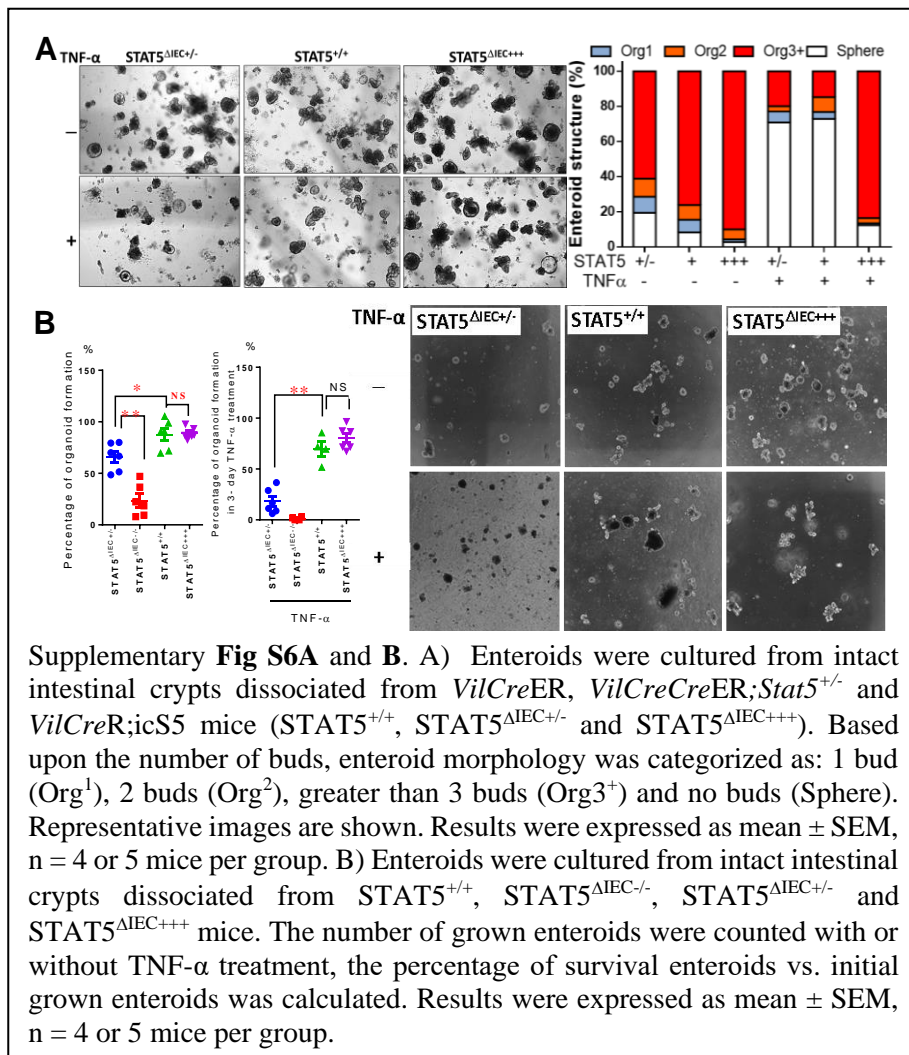 A
TNF-α STAT5ΔIEC+/- STAT5+/+ STAT5ΔIEC+++
–
+
Org1 Org2 Org3+ Sphere
Enteroid structure (%)
100
80
60
40
20
0
STAT5 +/- + +++ +/- + +++
TNFα - - - + + +
B
%
Percentage of organoid formation
100
50
0
*
**
NS
STAT5ΔIEC+/-
STAT5ΔIEC-/-
STAT5+/+
STAT5ΔIEC+++
%
Percentage of organoid formation
in 3- day TNF-α treatment
100
50
0
**
NS
STAT5ΔIEC+/-
STAT5ΔIEC-/-
STAT5+/+
STAT5ΔIEC+++
TNF-α
TNF-α STAT5ΔIEC+/- STAT5+/+ STAT5ΔIEC+++
–
+
Supplementary Fig S6A and B. A) Enteroids were cultured from intact
intestinal crypts dissociated from VilCreER, VilCreCreER;Stat5+/- and
VilCreR;icS5 mice (STAT5+/+, STAT5ΔIEC+/- and STAT5ΔIEC+++). Based
upon the number of buds, enteroid morphology was categorized as: 1 bud
(Org1), 2 buds (Org2), greater than 3 buds (Org3+) and no buds (Sphere).
Representative images are shown. Results were expressed as mean ± SEM,
n = 4 or 5 mice per group. B) Enteroids were cultured from intact intestinal
crypts dissociated from STAT5+/+, STAT5ΔIEC-/-, STAT5ΔIEC+/- and
STAT5ΔIEC+++ mice. The number of grown enteroids were counted with or
without TNF-α treatment, the percentage of survival enteroids vs. initial
grown enteroids was calculated. Results were expressed as mean ± SEM,
n = 4 or 5 mice per group.